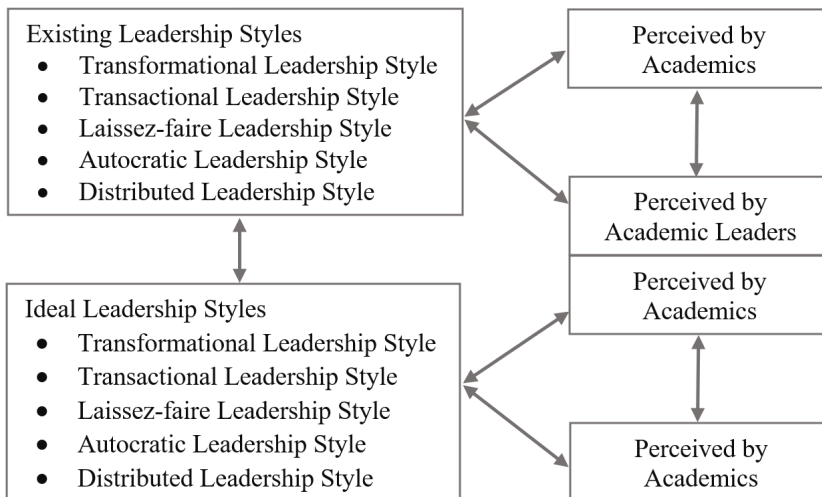 Existing Leadership Styles
● Transformational Leadership Style
● Transactional Leadership Style
● Laissez-faire Leadership Style
● Autocratic Leadership Style
● Distributed Leadership Style
Perceived by
Academics
Perceived by
Academic Leaders
Ideal Leadership Styles
● Transformational Leadership Style
● Transactional Leadership Style
● Laissez-faire Leadership Style
● Autocratic Leadership Style
● Distributed Leadership Style
Perceived by
Academics
Perceived by
Academics